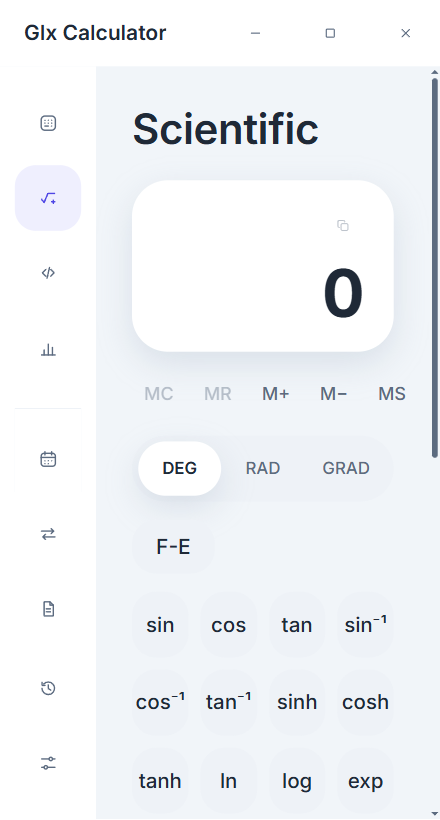 Glx Calculator
Scientific
0
MC MR M+ M− MS
DEG RAD GRAD
F-E
sin cos tan sin⁻¹
cos⁻¹ tan⁻¹ sinh cosh
tanh ln log exp